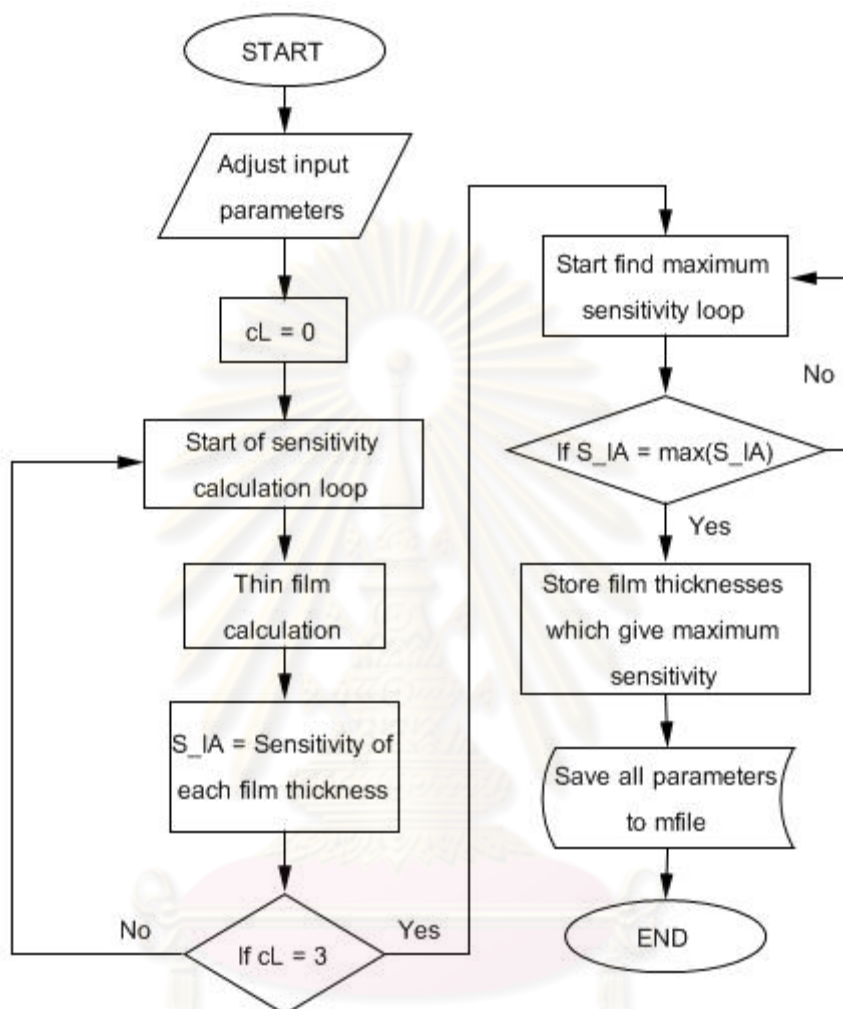 START
Adjust input
parameters
cL = 0
Start of sensitivity
calculation loop
Thin film
calculation
S_IA = Sensitivity of
each film thickness
No
If cL = 3
Yes
Start find maximum
sensitivity loop
No
If S_IA = max(S_IA)
Yes
Store film thicknesses
which give maximum
sensitivity
Save all parameters
to mfile
END